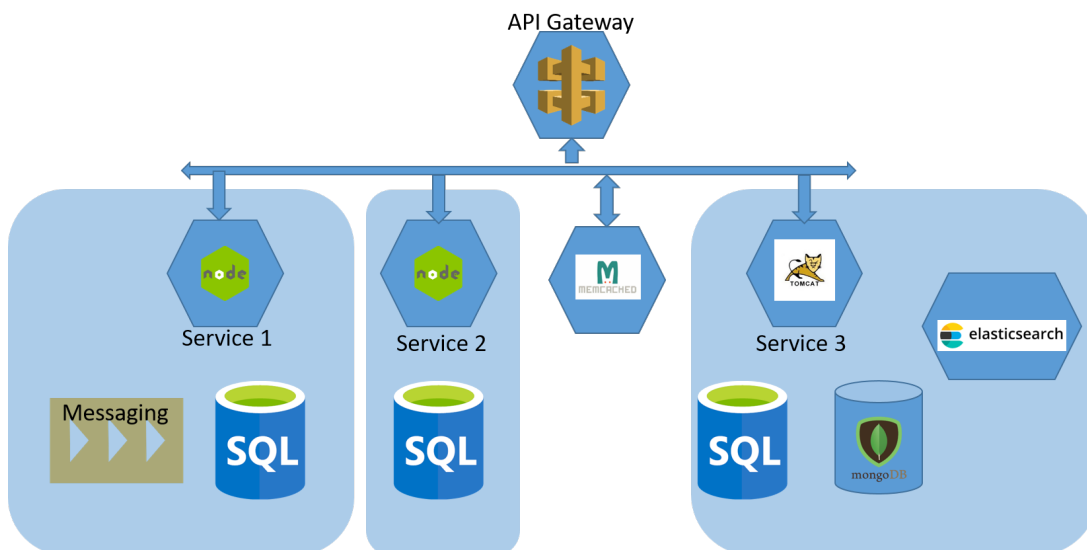 API Gateway
node
node
MEMCACHED
TOMCAT
Service 1
Service 2
Service 3
elasticsearch
Messaging
SQL
SQL
SQL
mongoDB